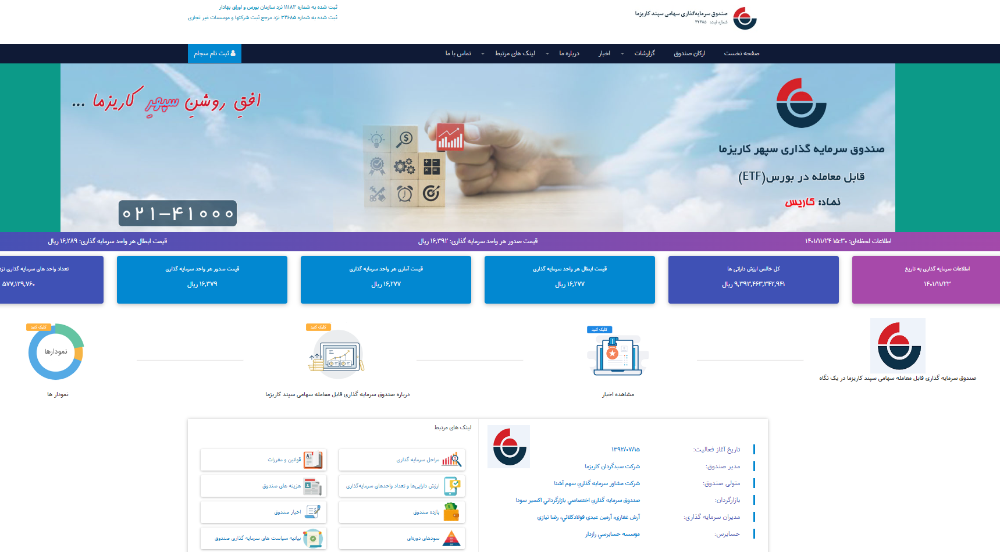 صندوق سرمایه‌گذاری سهامی سپند کاریزما
شماره ثبت: ۳۲۶۸۵
ثبت شده به شماره ۱۱۱۸۳ نزد سازمان بورس و اوراق بهادار
ثبت شده به شماره ۳۲۶۸۵ نزد مرجع ثبت شرکتها و موسسات غیر تجاری
صفحه نخست
ارکان صندوق
گزارشات
اخبار
درباره ما
لینک های مرتبط
تماس با ما
ثبت نام سجام
صندوق سرمایه گذاری سپهر کاریزما
قابل معامله در بورس(ETF)
نماد: کاریس
افقِ روشنِ سپهرِ کاریزما ...
۰۲۱-۴۱۰۰۰
اطلاعات لحظه‌ای: ۱۵:۳۰ ۱۴۰۱/۱۱/۲۴
قیمت صدور هر واحد سرمایه گذاری: ۱۶,۳۹۲ ریال
قیمت ابطال هر واحد سرمایه گذاری: ۱۶,۲۸۹ ریال
اطلاعات سرمایه گذاری به تاریخ
۱۴۰۱/۱۱/۲۳
کل خالص ارزش دارائی ها
۹,۳۹۳,۴۶۳,۳۴۲,۹۴۱ ریال
قیمت ابطال هر واحد سرمایه گذاری
۱۶,۲۷۷ ریال
قیمت آماری هر واحد سرمایه گذاری
۱۶,۲۷۷ ریال
قیمت صدور هر واحد سرمایه گذاری
۱۶,۳۷۹ ریال
تعداد واحد های سرمایه گذاری نزد
۵۷۷,۱۲۹,۷۶۰
صندوق سرمایه گذاری قابل معامله سهامی سپند کاریزما در یک نگاه
کلیک کنید
مشاهده اخبار
کلیک کنید
درباره صندوق سرمایه گذاری قابل معامله سهامی سپند کاریزما
کلیک کنید
نمودارها
نمودار ها
تاریخ آغاز فعالیت: ۱۳۹۲/۰۷/۱۵
مدیر صندوق: شرکت سبدگردان کاریزما
متولی صندوق: شرکت مشاور سرمایه گذاري سهم آشنا
بازارگردان: صندوق سرمایه گذاري اختصاصي بازارگرداني اکسیر سودا
مدیران سرمایه گذاری: آرش غفاري، آرمین عبدي فولادکلائي، رضا نیازي
حسابرس: موسسه حسابرسي رازدار
لینک های مرتبط
مراحل سرمایه گذاری
قوانین و مقررات
ارزش دارایی‌ها و تعداد واحدهای سرمایه‌گذاری
هزینه های صندوق
بازده صندوق
اخبار صندوق
سودهای دوره‌ای
بیانیه سیاست های سرمایه گذاری صندوق